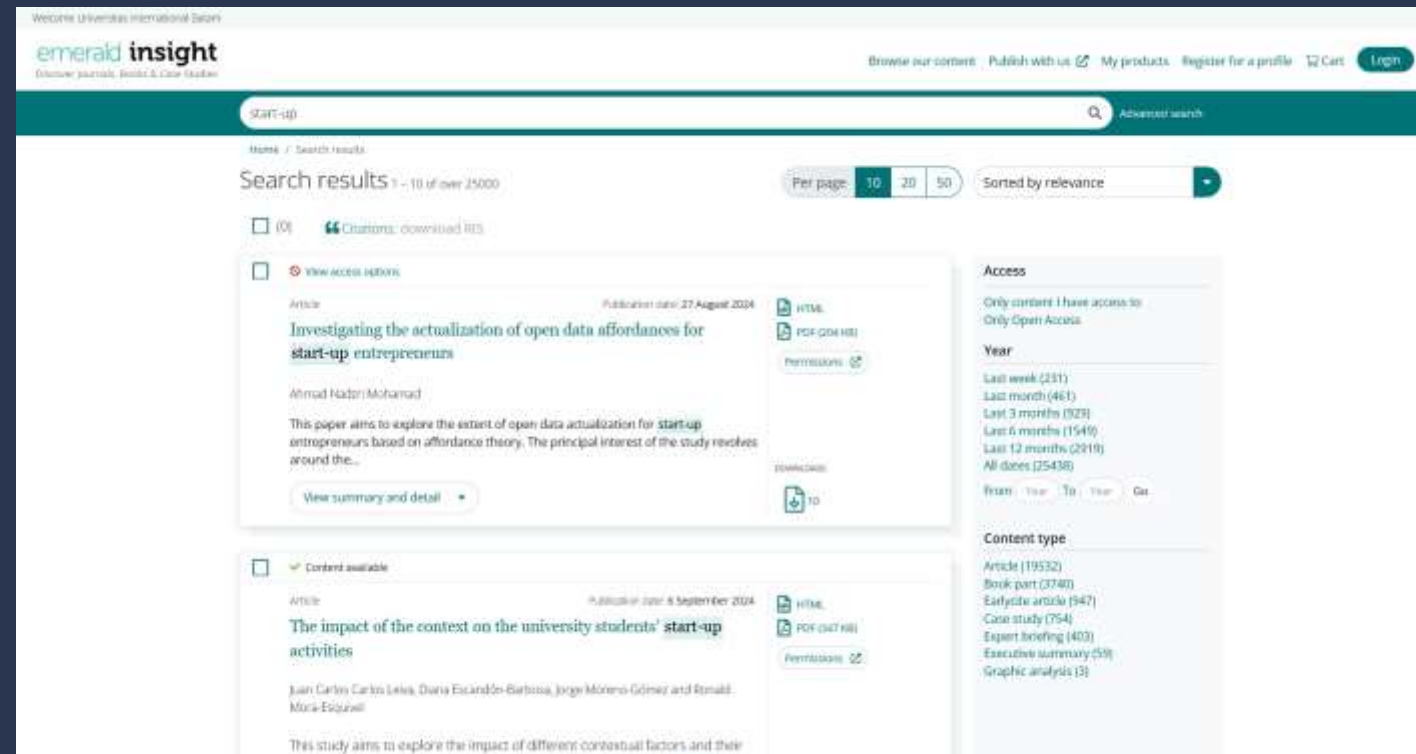 Welcome Universitas International Batam
emerald insight
Discover Journals, Books & Case Studies
Browse our content Publish with us My products Register for a profile Cart Login
start-up
Advanced search
Home / Search results
Search results 1 – 10 of over 25000
Per page 10 20 50
Sorted by relevance
(0) Citations: download RIS
View access options
Article Publication date: 27 August 2024
Investigating the actualization of open data affordances for
start-up entrepreneurs
Ahmad Nadzri Mohamad
This paper aims to explore the extent of open data actualization for start-up
entrepreneurs based on affordance theory. The principal interest of the study revolves
around the…
View summary and detail
HTML
PDF (204 KB)
Permissions
DOWNLOADS
10
Content available
Article Publication date: 6 September 2024
The impact of the context on the university students' start-up
activities
Juan Carlos Carlos Leiva, Diana Escandón-Barbosa, Jorge Moreno-Gómez and Ronald
Mora-Esquivel
This study aims to explore the impact of different contextual factors and their
HTML
PDF (347 KB)
Permissions
Access
Only content I have access to
Only Open Access
Year
Last week (231)
Last month (461)
Last 3 months (929)
Last 6 months (1549)
Last 12 months (2919)
All dates (25438)
From Year To Year Go
Content type
Article (19532)
Book part (3740)
Earlycite article (947)
Case study (754)
Expert briefing (403)
Executive summary (59)
Graphic analysis (3)